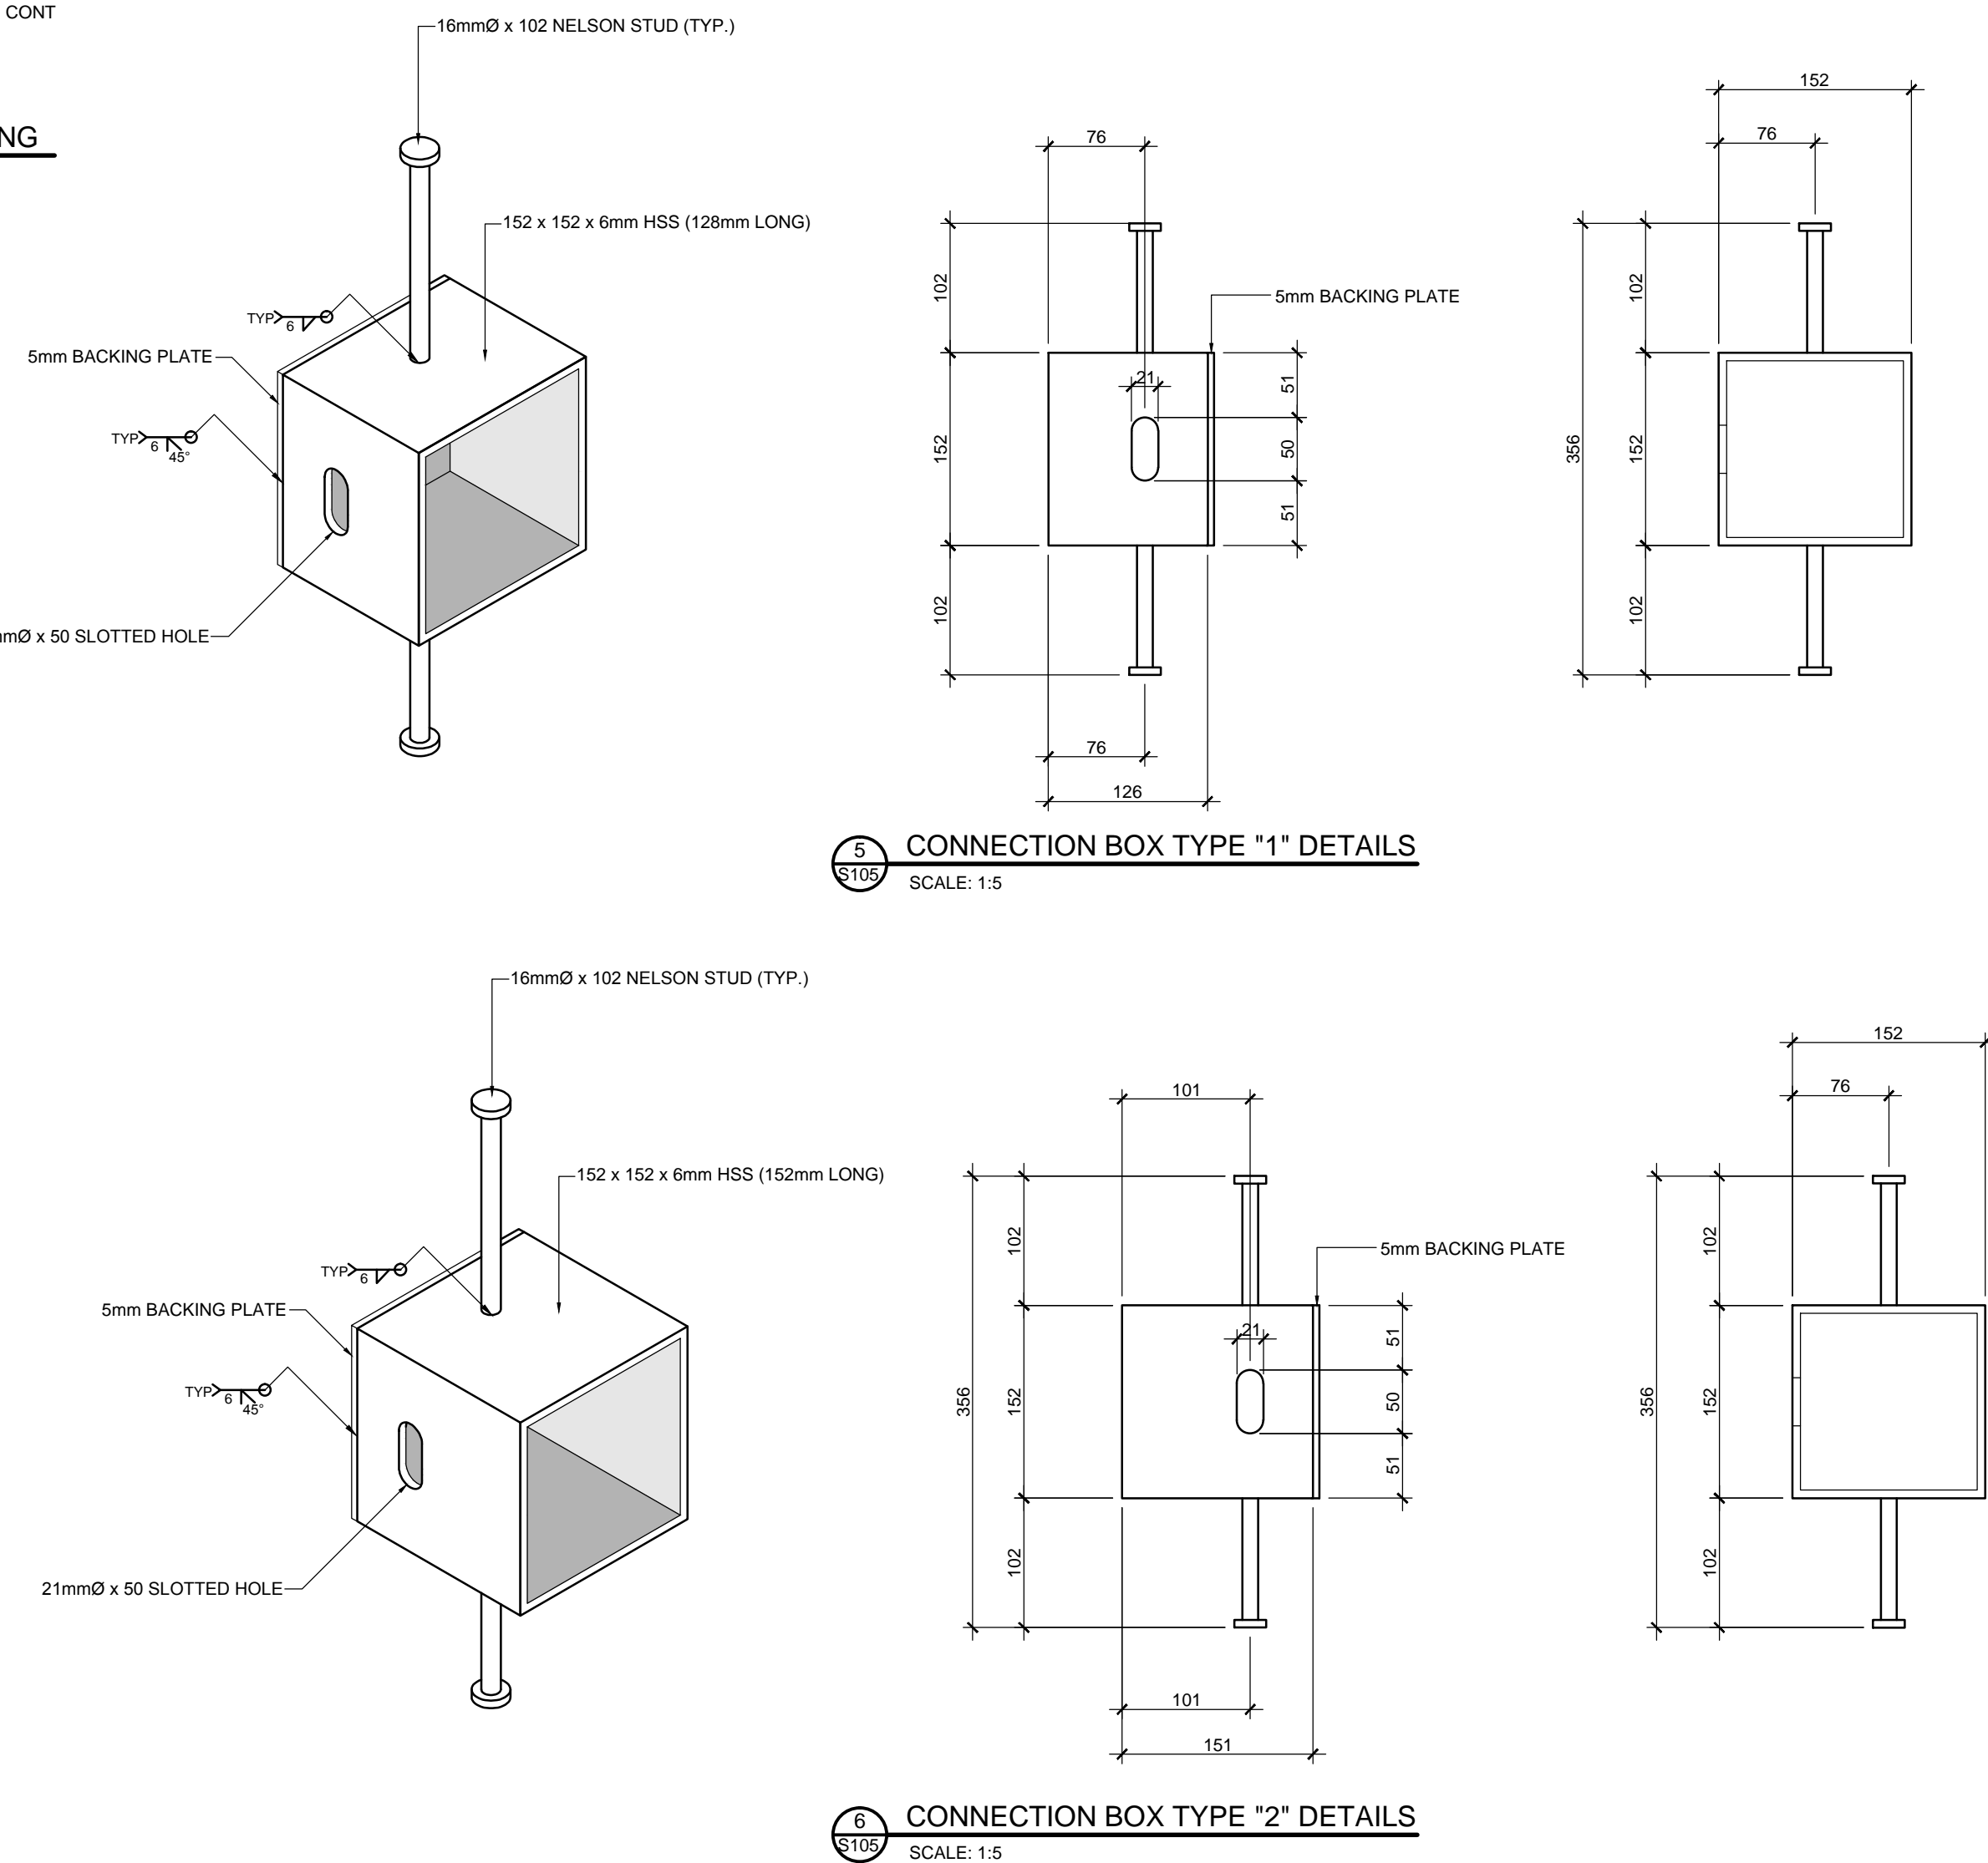 CONT
NG
16mmØ x 102 NELSON STUD (TYP.)
152 x 152 x 6mm HSS (128mm LONG)
TYP
6
5mm BACKING PLATE
TYP
6
45°
mØ x 50 SLOTTED HOLE
76
102
152
102
21
5mm BACKING PLATE
51
50
51
76
126
152
76
356
102
152
102
5
S105
CONNECTION BOX TYPE "1" DETAILS
SCALE: 1:5
16mmØ x 102 NELSON STUD (TYP.)
152 x 152 x 6mm HSS (152mm LONG)
TYP
6
5mm BACKING PLATE
TYP
6
45°
21mmØ x 50 SLOTTED HOLE
101
356
102
152
102
21
5mm BACKING PLATE
51
50
51
101
151
152
76
356
102
152
102
6
S105
CONNECTION BOX TYPE "2" DETAILS
SCALE: 1:5